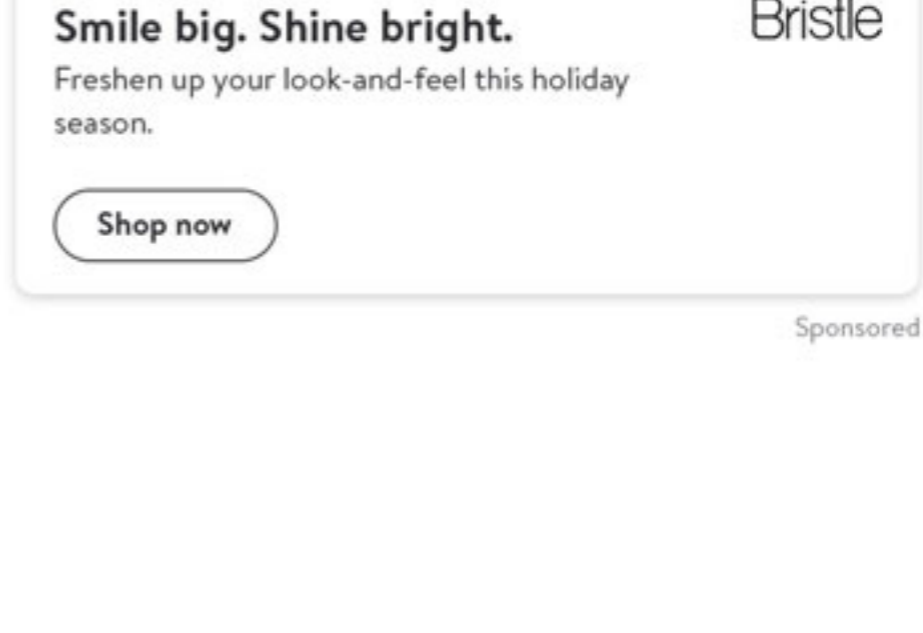 Smile big. Shine bright.
Bristle
Freshen up your look-and-feel this holiday
season.
Shop now
Sponsored